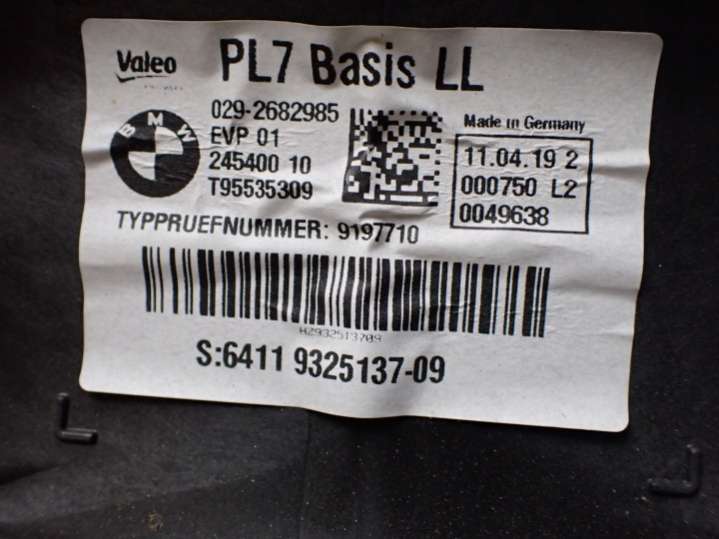 Valeo
PL7 Basis LL
BMW
029-2682985
EVP 01
245400 10
T95535309
Made in Germany
11.04.19 2
000750 L2
0049638
TYPPRUEFNUMMER: 9197710
H2932513709
S:6411 9325137-09